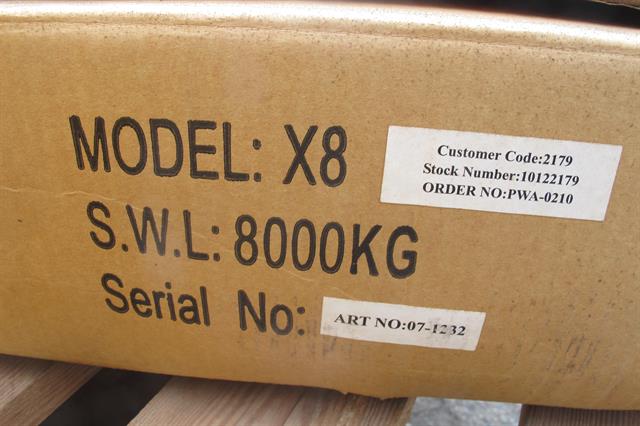 MODEL: X8
S.W.L: 8000KG
Serial No:
ART NO:07-1232
Customer Code:2179
Stock Number:10122179
ORDER NO:PWA-0210